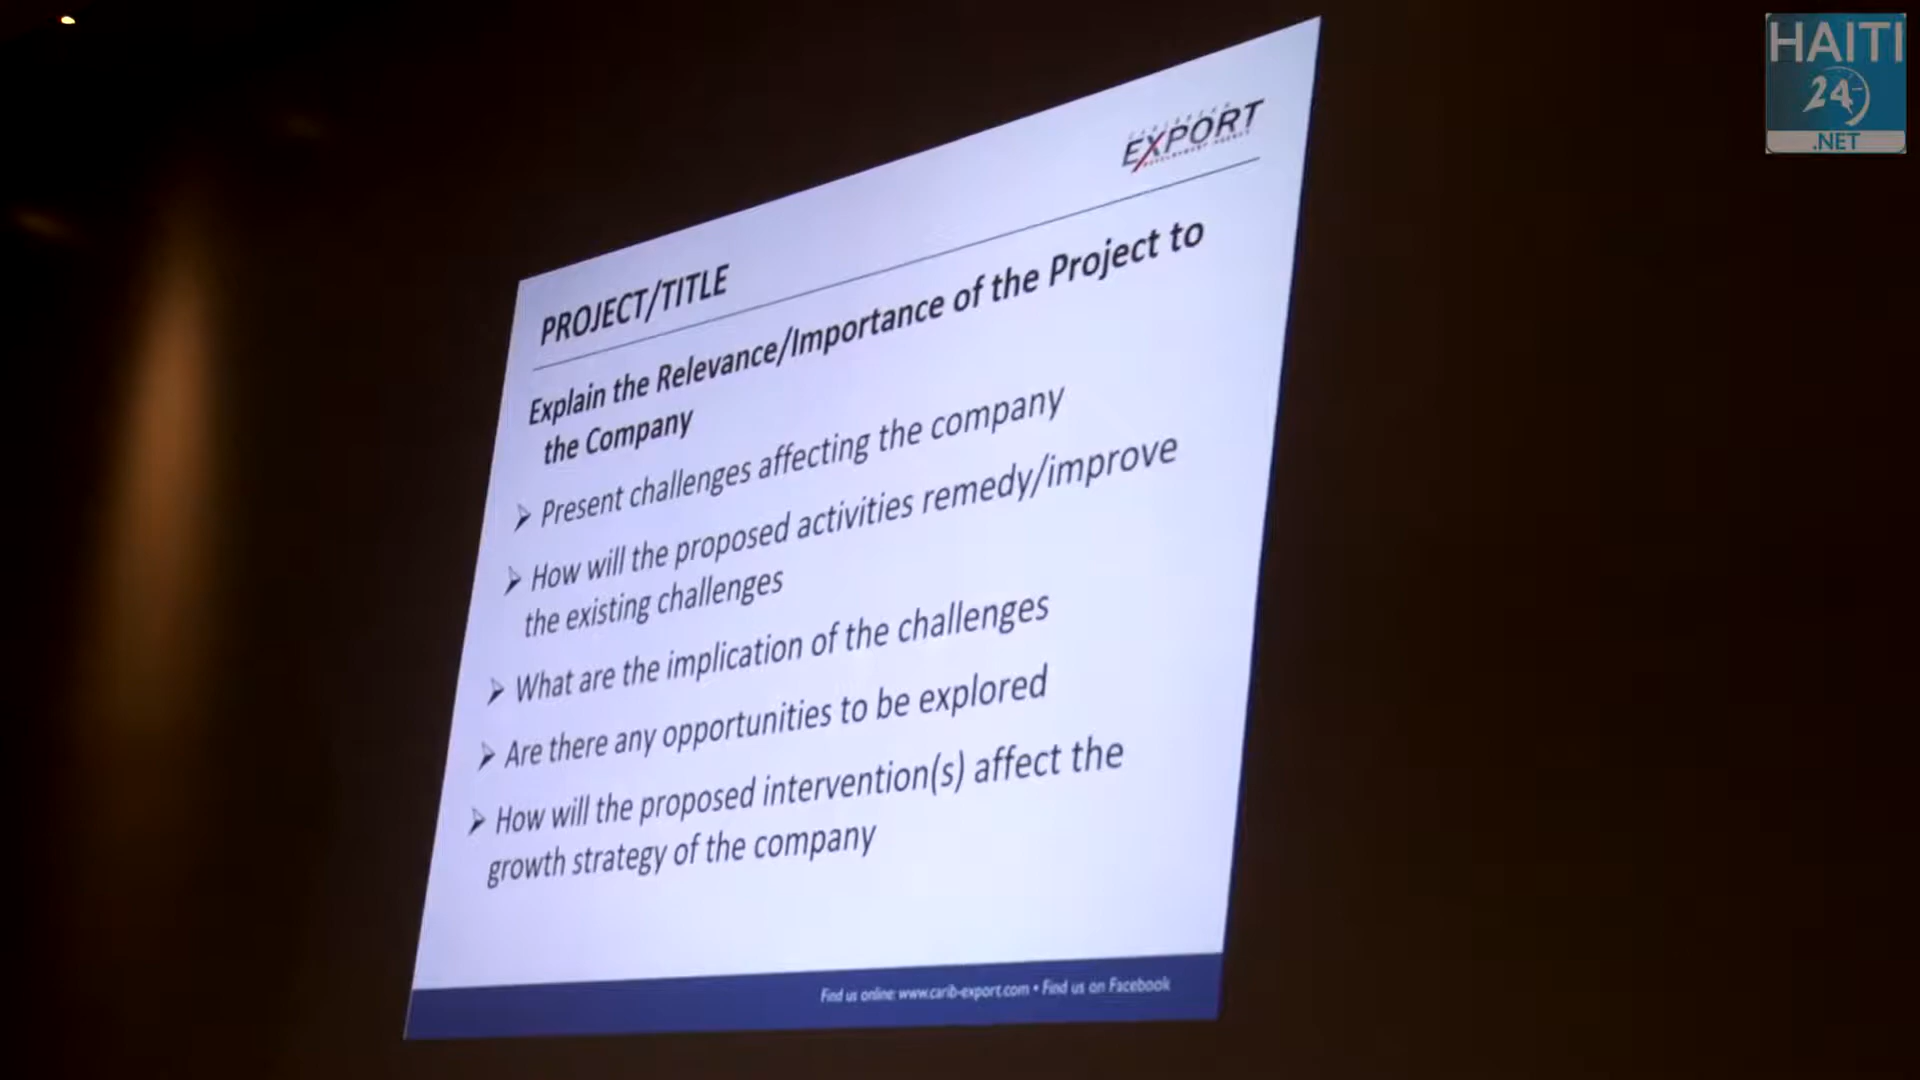 HAITI
24
.NET
EXPORT
PROJECT/TITLE
Explain the Relevance/Importance of the Project to
the Company
➢ Present challenges affecting the company
➢ How will the proposed activities remedy/improve
the existing challenges
➢ What are the implication of the challenges
➢ Are there any opportunities to be explored
➢ How will the proposed intervention(s) affect the
growth strategy of the company
Find us online: www.carib-export.com • Find us on Facebook